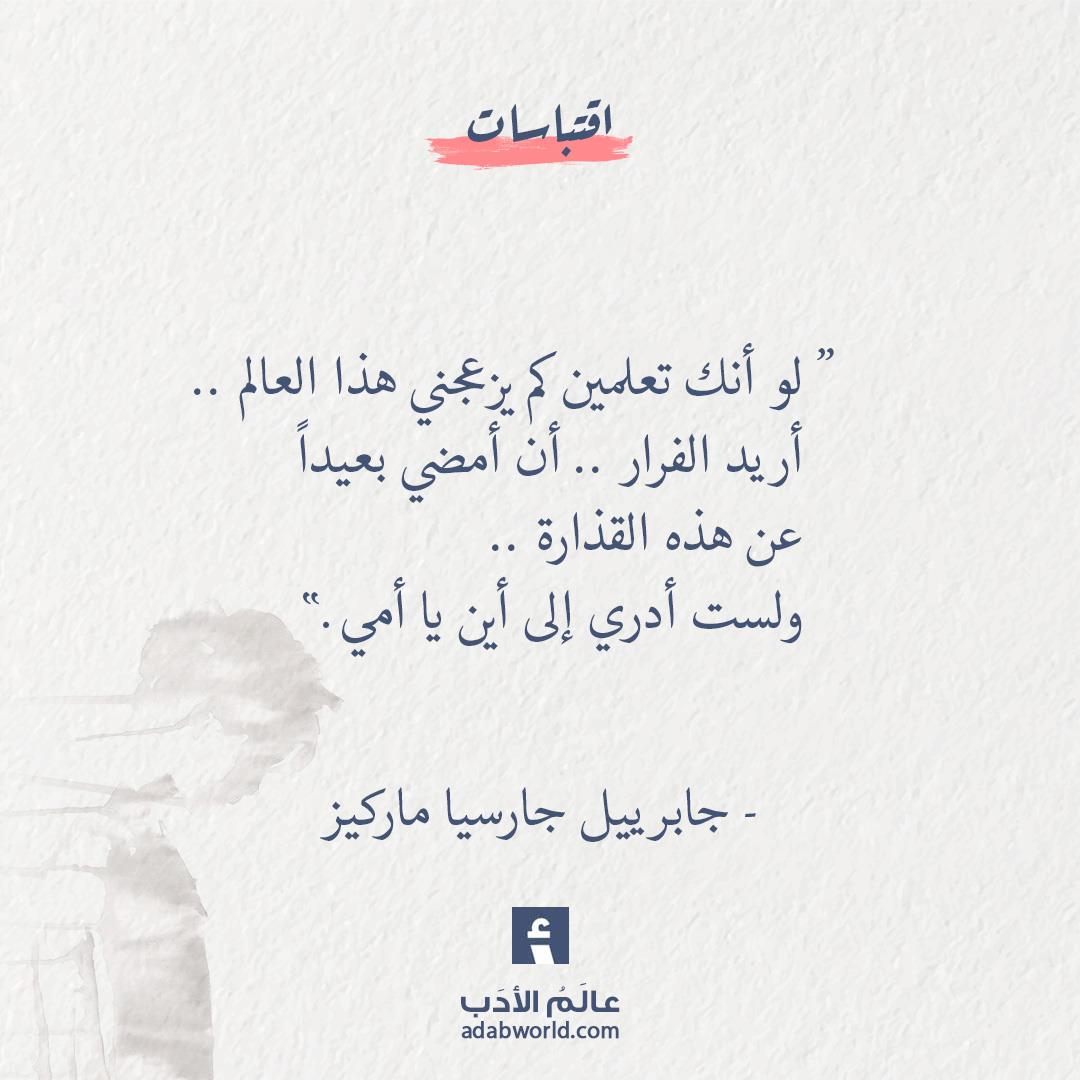 اقتباسات
” لو أنك تعلمين كم يزعجني هذا العالم ..
أريد الفرار .. أن أمضي بعيداً
عن هذه القذارة ..
ولست أدري إلى أين يا أمي.“
- جابرييل جارسيا ماركيز
أ
عالَمُ الأدَب
adabworld.com